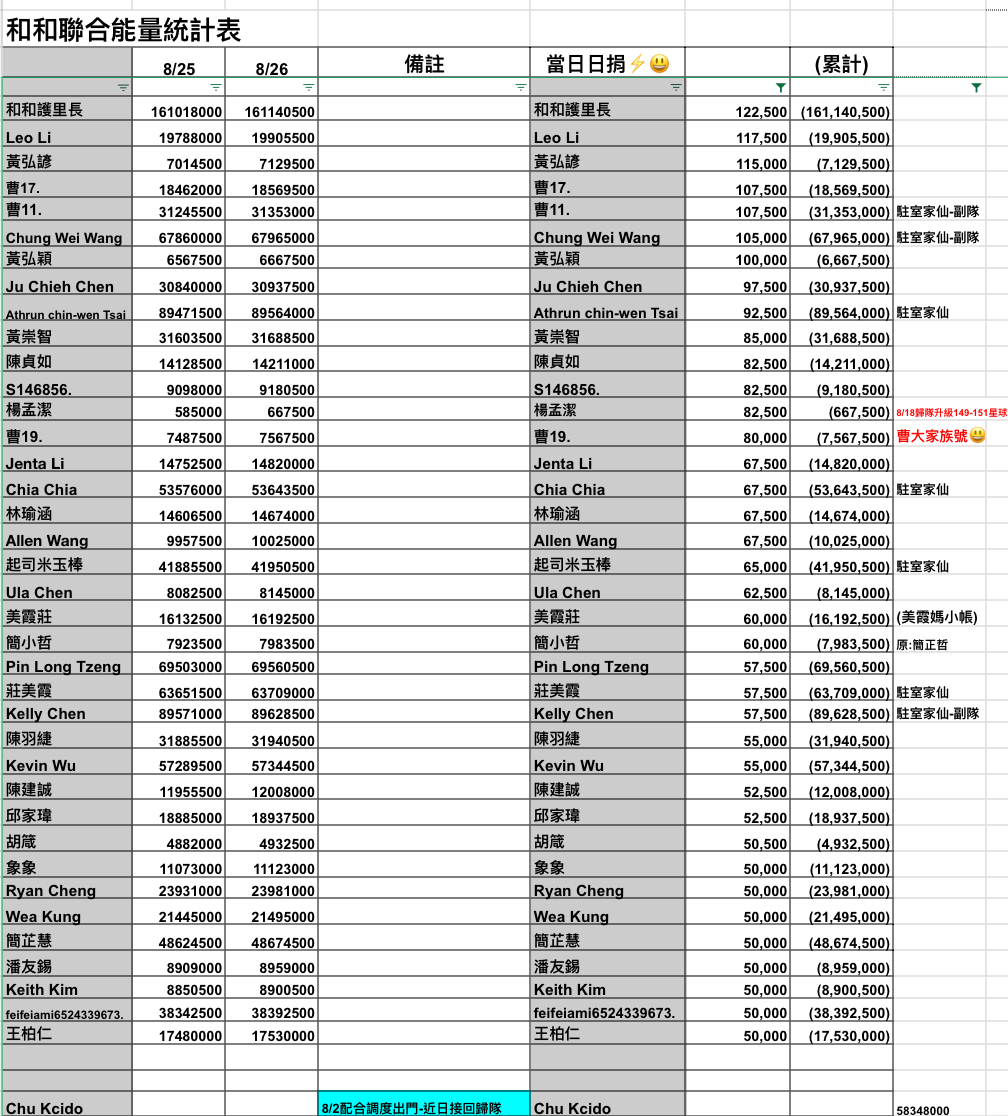 和和聯合能量統計表
8/25 8/26 備註 當日日捐⚡😃 (累計)
和和護里長 161018000 161140500 和和護里長 122,500 (161,140,500)
Leo Li 19788000 19905500 Leo Li 117,500 (19,905,500)
黃弘諺 7014500 7129500 黃弘諺 115,000 (7,129,500)
曹17. 18462000 18569500 曹17. 107,500 (18,569,500)
曹11. 31245500 31353000 曹11. 107,500 (31,353,000) 駐室家仙-副隊
Chung Wei Wang 67860000 67965000 Chung Wei Wang 105,000 (67,965,000) 駐室家仙-副隊
黃弘穎 6567500 6667500 黃弘穎 100,000 (6,667,500)
Ju Chieh Chen 30840000 30937500 Ju Chieh Chen 97,500 (30,937,500)
Athrun chin-wen Tsai 89471500 89564000 Athrun chin-wen Tsai 92,500 (89,564,000) 駐室家仙
黃崇智 31603500 31688500 黃崇智 85,000 (31,688,500)
陳貞如 14128500 14211000 陳貞如 82,500 (14,211,000)
S146856. 9098000 9180500 S146856. 82,500 (9,180,500)
楊孟潔 585000 667500 楊孟潔 82,500 (667,500) 8/18歸隊升級149-151星球
曹19. 7487500 7567500 曹19. 80,000 (7,567,500) 曹大家族號😃
Jenta Li 14752500 14820000 Jenta Li 67,500 (14,820,000)
Chia Chia 53576000 53643500 Chia Chia 67,500 (53,643,500) 駐室家仙
林瑜涵 14606500 14674000 林瑜涵 67,500 (14,674,000)
Allen Wang 9957500 10025000 Allen Wang 67,500 (10,025,000)
起司米玉棒 41885500 41950500 起司米玉棒 65,000 (41,950,500) 駐室家仙
Ula Chen 8082500 8145000 Ula Chen 62,500 (8,145,000)
美霞莊 16132500 16192500 美霞莊 60,000 (16,192,500) (美霞媽小帳)
簡小哲 7923500 7983500 簡小哲 60,000 (7,983,500) 原:簡正哲
Pin Long Tzeng 69503000 69560500 Pin Long Tzeng 57,500 (69,560,500)
莊美霞 63651500 63709000 莊美霞 57,500 (63,709,000) 駐室家仙
Kelly Chen 89571000 89628500 Kelly Chen 57,500 (89,628,500) 駐室家仙-副隊
陳羽緁 31885500 31940500 陳羽緁 55,000 (31,940,500)
Kevin Wu 57289500 57344500 Kevin Wu 55,000 (57,344,500)
陳建誠 11955500 12008000 陳建誠 52,500 (12,008,000)
邱家瑋 18885000 18937500 邱家瑋 52,500 (18,937,500)
胡箴 4882000 4932500 胡箴 50,500 (4,932,500)
象象 11073000 11123000 象象 50,000 (11,123,000)
Ryan Cheng 23931000 23981000 Ryan Cheng 50,000 (23,981,000)
Wea Kung 21445000 21495000 Wea Kung 50,000 (21,495,000)
簡芷慧 48624500 48674500 簡芷慧 50,000 (48,674,500)
潘友錫 8909000 8959000 潘友錫 50,000 (8,959,000)
Keith Kim 8850500 8900500 Keith Kim 50,000 (8,900,500)
feifeiami6524339673. 38342500 38392500 feifeiami6524339673. 50,000 (38,392,500)
王柏仁 17480000 17530000 王柏仁 50,000 (17,530,000)
Chu Kcido 8/2配合調度出門-近日接回歸隊 Chu Kcido 58348000